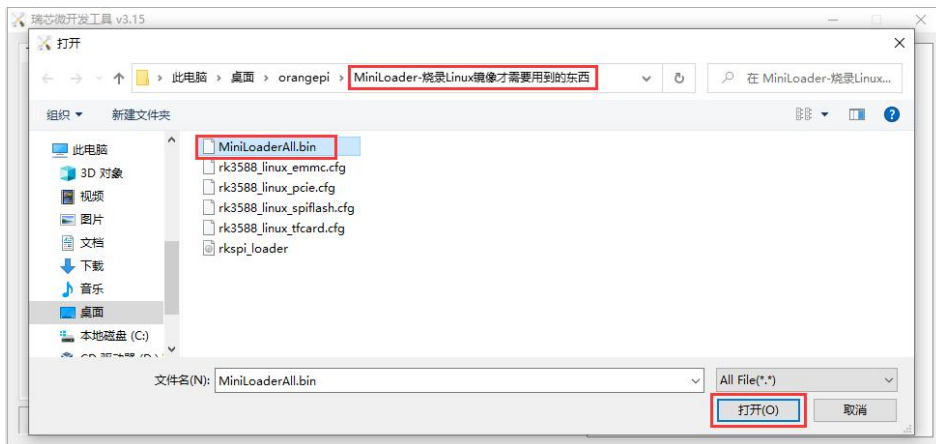 瑞芯微开发工具 v3.15
打开
此电脑 › 桌面 › orangepi › MiniLoader-烧录Linux镜像才需要用到的东西
在 MiniLoader-烧录Linux...
组织 新建文件夹
此电脑
3D 对象
视频
图片
文档
下载
音乐
桌面
本地磁盘 (C:)
MiniLoaderAll.bin
rk3588_linux_emmc.cfg
rk3588_linux_pcie.cfg
rk3588_linux_spiflash.cfg
rk3588_linux_tfcard.cfg
rkspi_loader
文件名(N): MiniLoaderAll.bin
All File(*.*)
打开(O) 取消